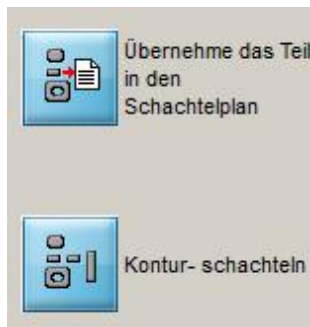 Übernehme das Teil
in den
Schachtelplan
Kontur- schachteln